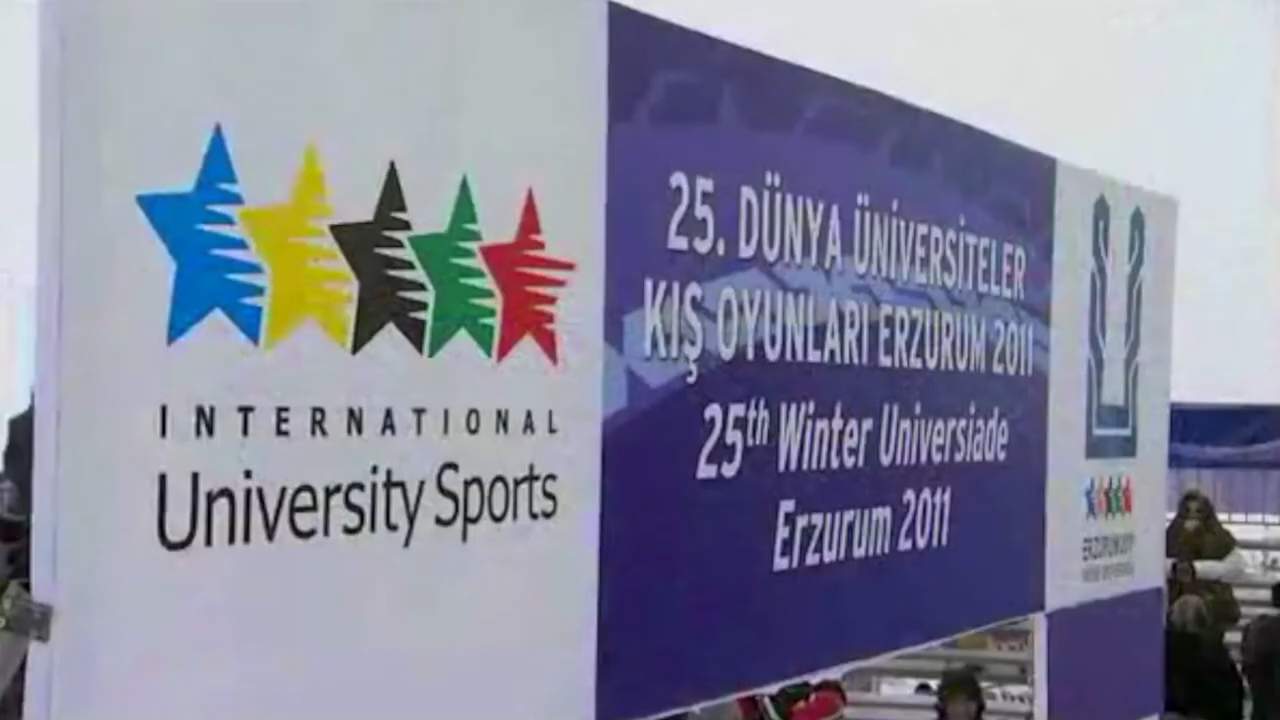 INTERNATIONAL
University Sports
25. DÜNYA ÜNİVERSİTELER
KIŞ OYUNLARI ERZURUM 2011
25th Winter Universiade
Erzurum 2011